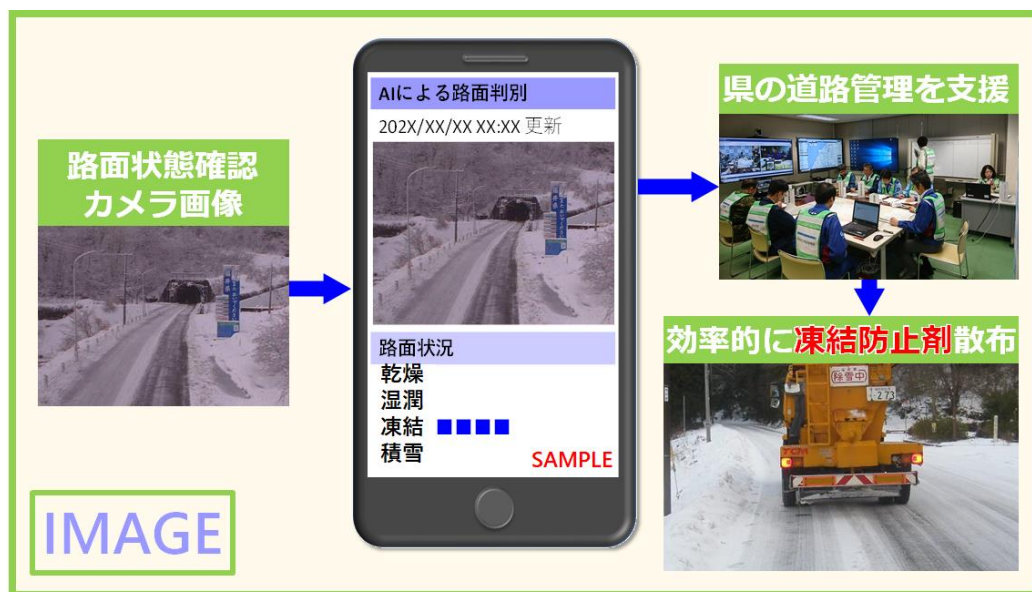 路面状態確認
カメラ画像
AIによる路面判別
202X/XX/XX XX:XX 更新
路面状況
乾燥
湿潤
凍結 ■■■■
積雪
SAMPLE
県の道路管理を支援
効率的に凍結防止剤散布
除雪中
273
TCM
IMAGE